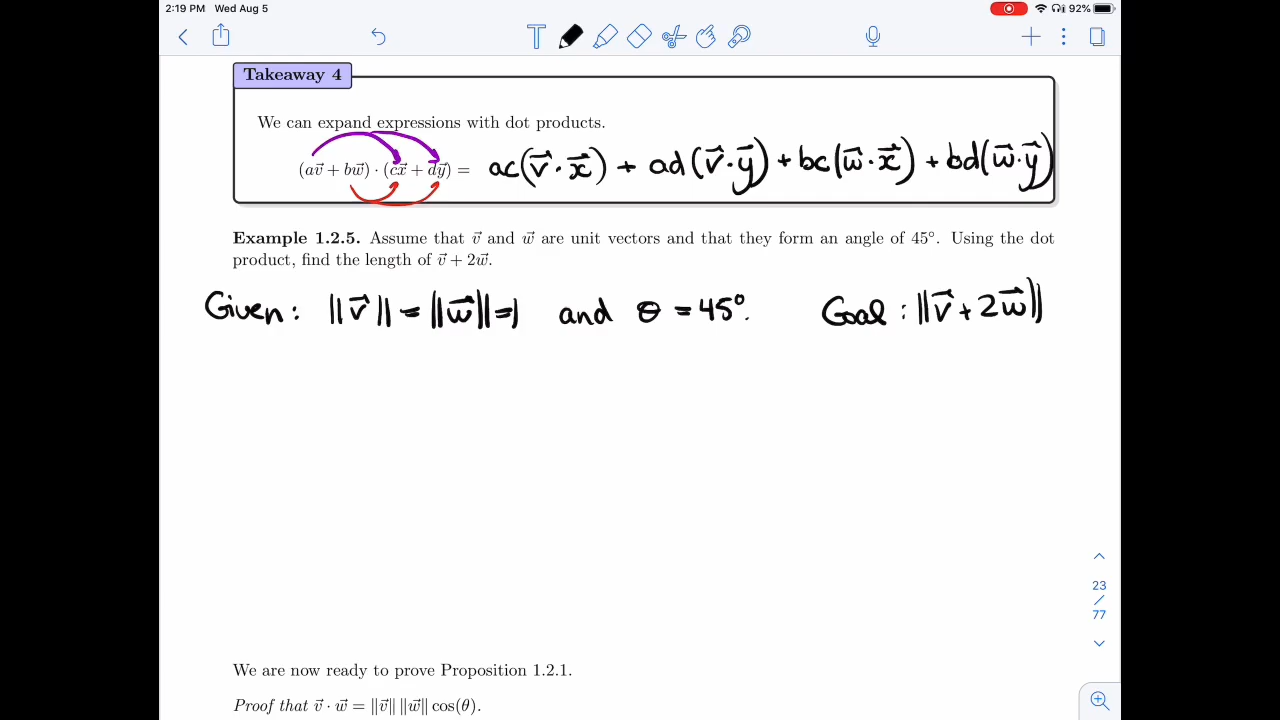 2:19 PM Wed Aug 5 92%
T
Takeaway 4
We can expand expressions with dot products.
(av⃗ + bw⃗) · (cx⃗ + dy⃗) = ac(v⃗ · x⃗) + ad(v⃗ · y⃗) + bc(w⃗ · x⃗) + bd(w⃗ · y⃗)
Example 1.2.5. Assume that v⃗ and w⃗ are unit vectors and that they form an angle of 45°. Using the dot
product, find the length of v⃗ + 2w⃗.
Given: ||v⃗|| = ||w⃗|| = 1 and θ = 45°. Goal: ||v⃗ + 2w⃗||
23
/
77
We are now ready to prove Proposition 1.2.1.
Proof that v⃗ · w⃗ = ||v⃗|| ||w⃗|| cos(θ).